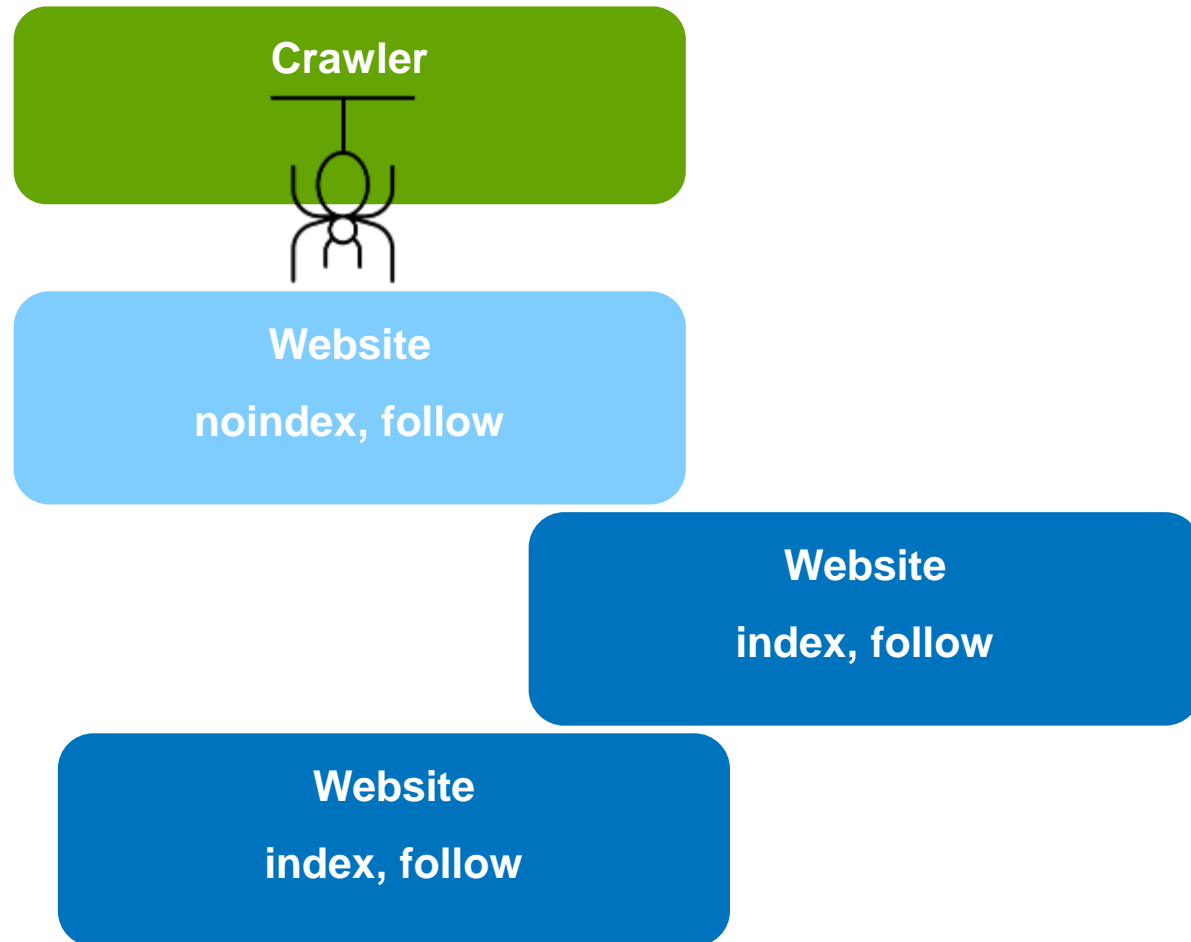 Crawler
Website
noindex, follow
Website
index, follow
Website
index, follow